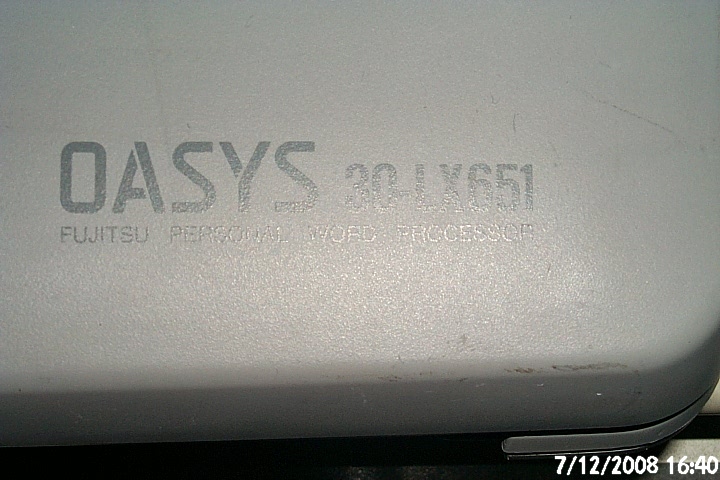 OASYS 30-LX651
FUJITSU PERSONAL WORD PROCESSOR
7/12/2008 16:40